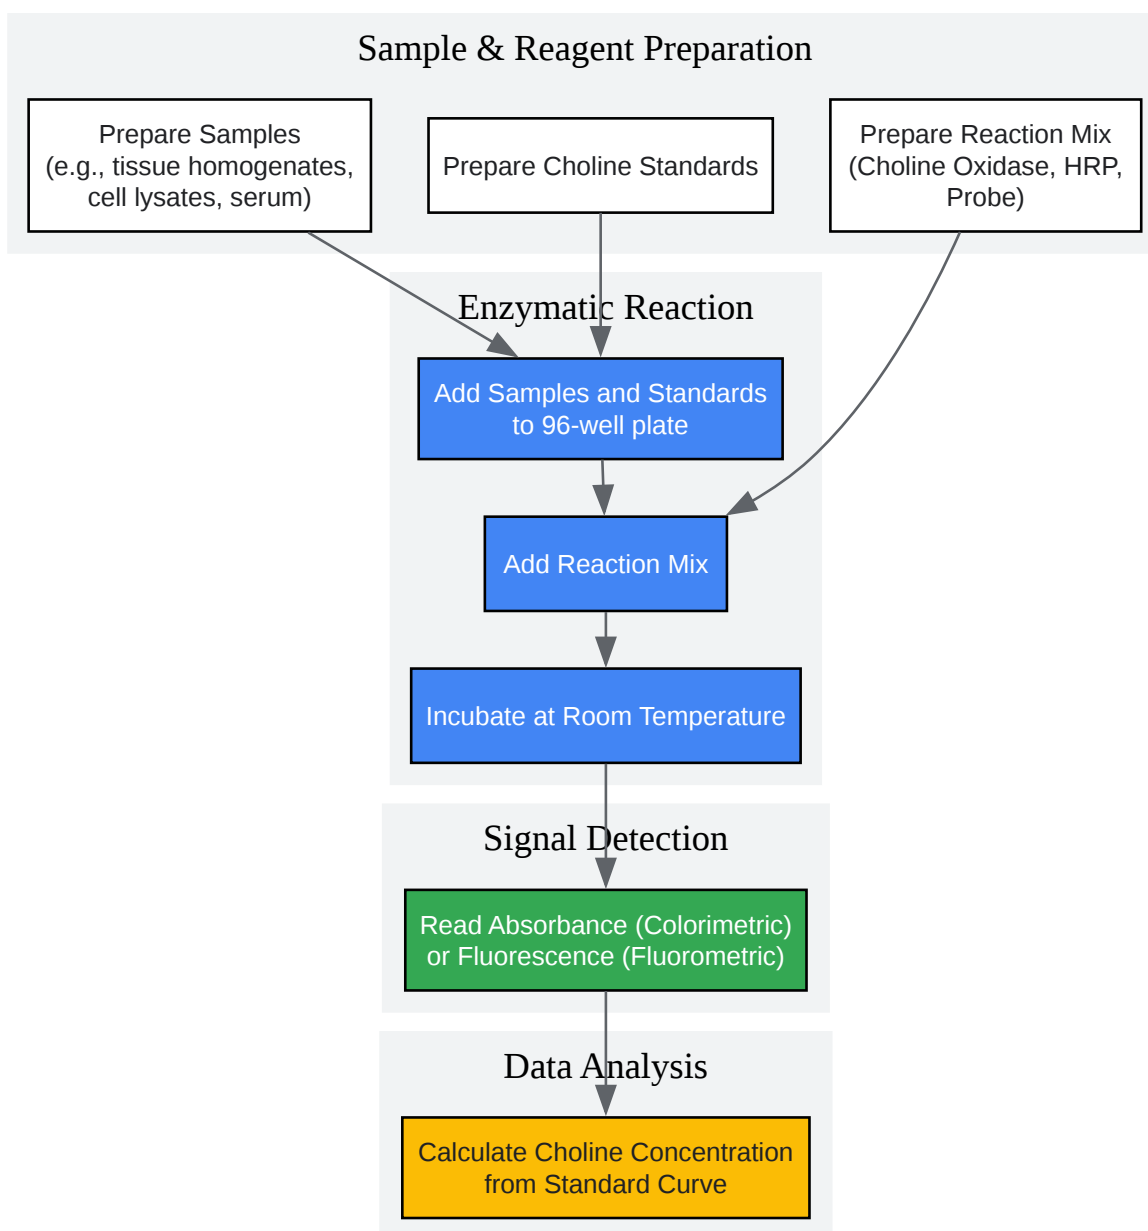 Sample & Reagent Preparation
Prepare Samples
(e.g., tissue homogenates,
cell lysates, serum)
Prepare Choline Standards
Prepare Reaction Mix
(Choline Oxidase, HRP,
Probe)
Enzymatic Reaction
Add Samples and Standards
to 96-well plate
Add Reaction Mix
Incubate at Room Temperature
Signal Detection
Read Absorbance (Colorimetric)
or Fluorescence (Fluorometric)
Data Analysis
Calculate Choline Concentration
from Standard Curve